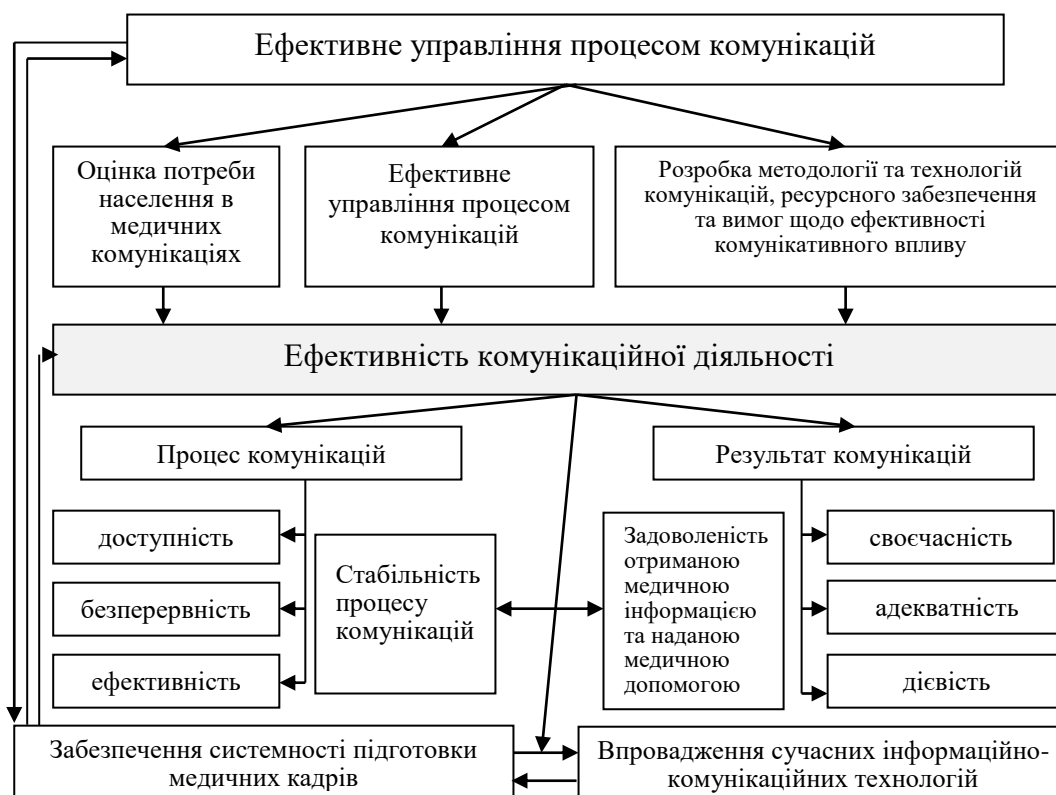 Ефективне управління процесом комунікацій
Оцінка потреби
населення в
медичних
комунікаціях
Ефективне
управління процесом
комунікацій
Розробка методології та технологій
комунікацій, ресурсного забезпечення
та вимог щодо ефективності
комунікативного впливу
Ефективність комунікаційної діяльності
Процес комунікацій
Результат комунікацій
доступність
безперервність
ефективність
Стабільність
процесу
комунікацій
Задоволеність
отриманою
медичною
інформацією
та наданою
медичною
допомогою
своєчасність
адекватність
дієвість
Забезпечення системності підготовки
медичних кадрів
Впровадження сучасних інформаційно-
комунікаційних технологій